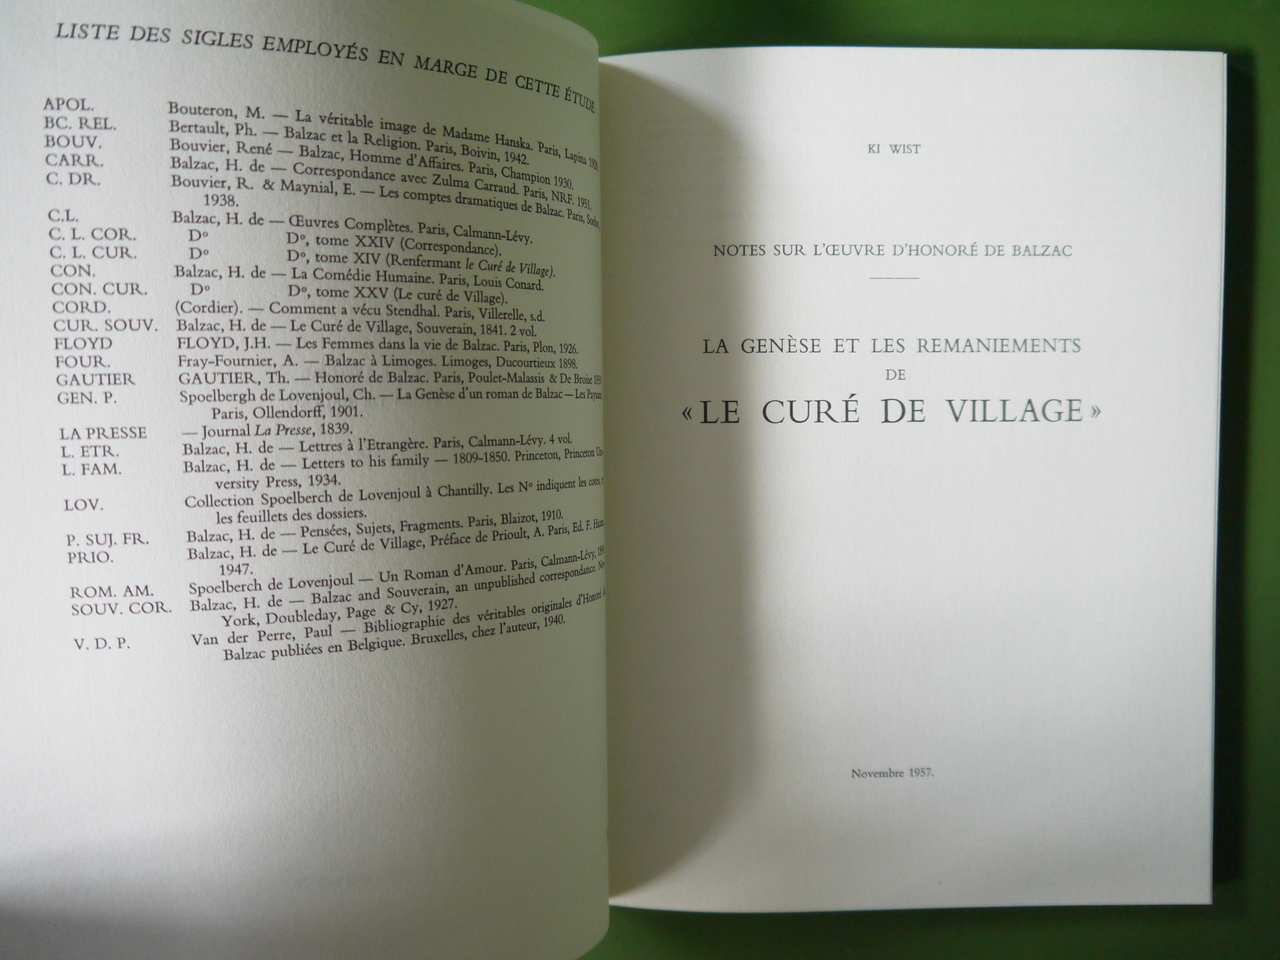 LISTE DES SIGLES EMPLOYÉS EN MARGE DE CETTE ÉTUDE
APOL. Bouteron, M. — La véritable image de Madame Hanska. Paris, Lapina
BC. REL. Bertault, Ph. — Balzac et la Religion. Paris, Boivin, 1942.
BOUV. Bouvier, René — Balzac, Homme d'Affaires. Paris, Champion 1930.
CARR. Balzac, H. de — Correspondance avec Zulma Carraud. Paris, NRF. 1951.
C. DR. Bouvier, R. & Maynial, E. — Les comptes dramatiques de Balzac. Paris,
1938.
C.L. Balzac, H. de — Œuvres Complètes. Paris, Calmann-Lévy.
C. L. COR. Dº Dº, tome XXIV (Correspondance).
C. L. CUR. Dº Dº, tome XIV (Renfermant le Curé de Village).
CON. Balzac, H. de — La Comédie Humaine. Paris, Louis Conard.
CON. CUR. Dº Dº, tome XXV (Le curé de Village).
CORD. (Cordier). — Comment a vécu Stendhal. Paris, Villerelle, s.d.
CUR. SOUV. Balzac, H. de — Le Curé de Village, Souverain, 1841. 2 vol.
FLOYD FLOYD, J.H. — Les Femmes dans la vie de Balzac. Paris, Plon, 1926.
FOUR. Fray-Fournier, A. — Balzac à Limoges. Limoges, Ducourtieux 1898.
GAUTIER GAUTIER, Th. — Honoré de Balzac. Paris, Poulet-Malassis & De Broise
GEN. P. Spoelbergh de Lovenjoul, Ch. — La Genèse d'un roman de Balzac — Les
Paris, Ollendorff, 1901.
LA PRESSE — Journal La Presse, 1839.
L. ETR. Balzac, H. de — Lettres à l'Etrangère. Paris, Calmann-Lévy. 4 vol.
L. FAM. Balzac, H. de — Letters to his family — 1809-1850. Princeton, Princeton Uni-
versity Press, 1934.
LOV. Collection Spoelberch de Lovenjoul à Chantilly. Les Nº indiquent les cotes,
les feuillets des dossiers.
P. SUJ. FR. Balzac, H. de — Pensées, Sujets, Fragments. Paris, Blaizot, 1910.
PRIO. Balzac, H. de — Le Curé de Village, Préface de Prioult, A. Paris, Ed. F.
1947.
ROM. AM. Spoelberch de Lovenjoul — Un Roman d'Amour. Paris, Calmann-Lévy,
SOUV. COR. Balzac, H. de — Balzac and Souverain, an unpublished correspondance.
York, Doubleday, Page & Cy, 1927.
V. D. P. Van der Perre, Paul — Bibliographie des véritables originales d'Honoré
Balzac publiées en Belgique. Bruxelles, chez l'auteur, 1940.
KI WIST
NOTES SUR L'ŒUVRE D'HONORÉ DE BALZAC
LA GENÈSE ET LES REMANIEMENTS
DE
« LE CURÉ DE VILLAGE »
Novembre 1957.